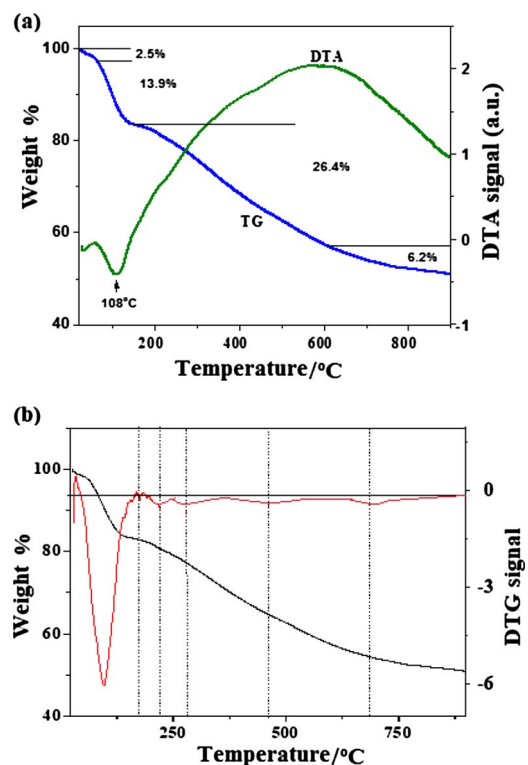 (a)
100
2.5%
13.9%
DTA
2
80
1
26.4%
Weight %
TG
DTA signal (a.u.)
60
0
6.2%
108°C
40
-1
200
400
600
800
Temperature/°C
(b)
100
0
80
Weight %
-3
DTG signal
60
-6
40
250
500
750
Temperature/°C